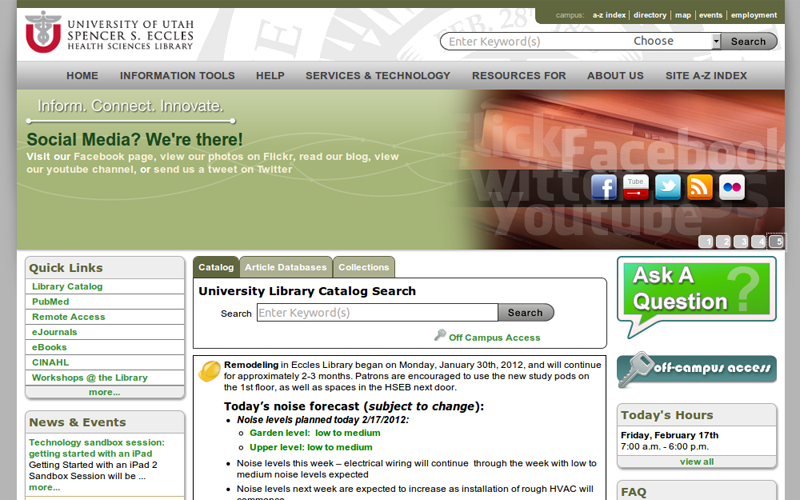 campus: a-z index | directory | map | events | employment
UNIVERSITY OF UTAH
SPENCER S. ECCLES
HEALTH SCIENCES LIBRARY
Enter Keyword(s) Choose Search
HOME INFORMATION TOOLS HELP SERVICES & TECHNOLOGY RESOURCES FOR ABOUT US SITE A-Z INDEX
Inform. Connect. Innovate.
Social Media? We're there!
Visit our Facebook page, view our photos on Flickr, read our blog, view
our youtube channel, or send us a tweet on Twitter
Facebook
Youtube
Tube
1 2 3 4 5
Quick Links
Library Catalog
PubMed
Remote Access
eJournals
eBooks
CINAHL
Workshops @ the Library
more...
News & Events
Technology sandbox session:
getting started with an iPad
Getting Started with an iPad 2
Sandbox Session will be ...
more...
Catalog Article Databases Collections
University Library Catalog Search
Search Enter Keyword(s) Search
Off Campus Access
Remodeling in Eccles Library began on Monday, January 30th, 2012, and will continue
for approximately 2-3 months. Patrons are encouraged to use the new study pods on
the 1st floor, as well as spaces in the HSEB next door.
Today's noise forecast (subject to change):
• Noise levels planned today 2/17/2012:
Garden level: low to medium
Upper level: low to medium
• Noise levels this week – electrical wiring will continue through the week with low to
medium noise levels expected
• Noise levels next week are expected to increase as installation of rough HVAC will
Ask A
Question
?
off-campus access
Today's Hours
Friday, February 17th
7:00 a.m. - 6:00 p.m.
view all
FAQ